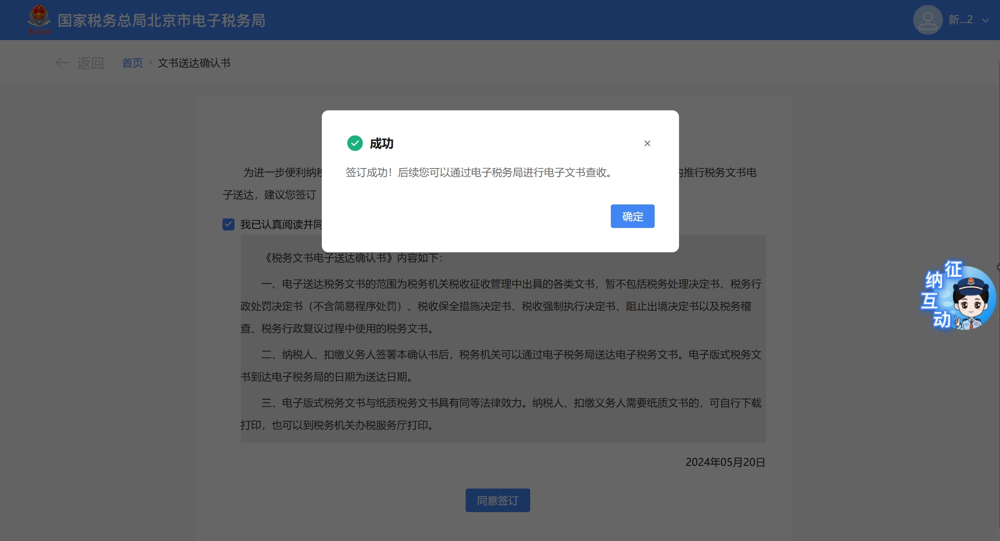 国家税务总局北京市电子税务局
新...2
返回 首页 > 文书送达确认书
成功
签订成功！后续您可以通过电子税务局进行电子文书查收。
确定
为进一步便利纳税
推行税务文书电
子送达，建议您签订
我已认真阅读并同
《税务文书电子送达确认书》内容如下：
一、电子送达税务文书的范围为税务机关税收征收管理中出具的各类文书，暂不包括税务处理决定书、税务行
政处罚决定书（不含简易程序处罚）、税收保全措施决定书、税收强制执行决定书、阻止出境决定书以及税务稽
查、税务行政复议过程中使用的税务文书。
二、纳税人、扣缴义务人签署本确认书后，税务机关可以通过电子税务局送达电子税务文书。电子版式税务文
书到达电子税务局的日期为送达日期。
三、电子版式税务文书与纸质税务文书具有同等法律效力。纳税人、扣缴义务人需要纸质文书的，可自行下载
打印，也可以到税务机关办税服务厅打印。
2024年05月20日
同意签订
征纳互动